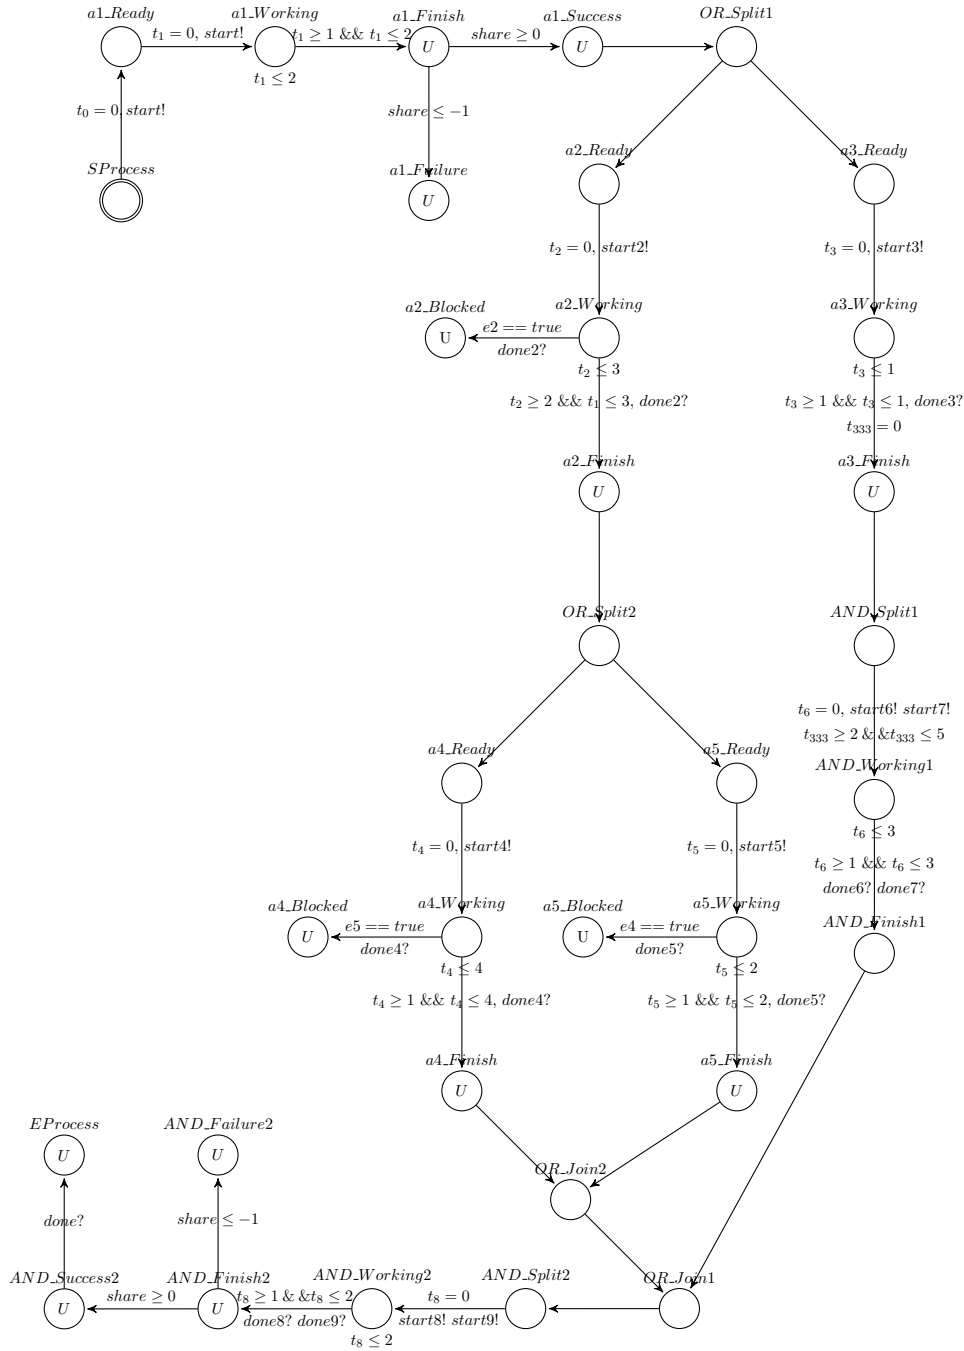 a1_Ready
a1_Working
a1_Finish
a1_Success
OR_Split1
t₁ = 0, start!
t₁ ≥ 1 && t₁ ≤ 2
share ≥ 0
t₁ ≤ 2
U
U
t₀ = 0, start!
share ≤ −1
SProcess
a1_Failure
U
a2_Ready
a3_Ready
t₂ = 0, start2!
t₃ = 0, start3!
a2_Blocked
a2_Working
a3_Working
U
e2 == true
done2?
t₂ ≤ 3
t₃ ≤ 1
t₂ ≥ 2 && t₁ ≤ 3, done2?
t₃ ≥ 1 && t₃ ≤ 1, done3?
t₃₃₃ = 0
a2_Finish
a3_Finish
U
U
OR_Split2
AND_Split1
t₆ = 0, start6! start7!
t₃₃₃ ≥ 2 & &t₃₃₃ ≤ 5
a4_Ready
a5_Ready
AND_Working1
t₆ ≤ 3
t₄ = 0, start4!
t₅ = 0, start5!
t₆ ≥ 1 && t₆ ≤ 3
done6? done7?
a4_Blocked
a4_Working
a5_Blocked
a5_Working
AND_Finish1
U
e5 == true
done4?
U
e4 == true
done5?
t₄ ≤ 4
t₅ ≤ 2
t₄ ≥ 1 && t₄ ≤ 4, done4?
t₅ ≥ 1 && t₅ ≤ 2, done5?
a4_Finish
a5_Finish
U
U
EProcess
AND_Failure2
U
U
OR_Join2
done?
share ≤ −1
AND_Success2
AND_Finish2
AND_Working2
AND_Split2
OR_Join1
U
share ≥ 0
U
t₈ ≥ 1 & &t₈ ≤ 2
done8? done9?
t₈ = 0
start8! start9!
t₈ ≤ 2